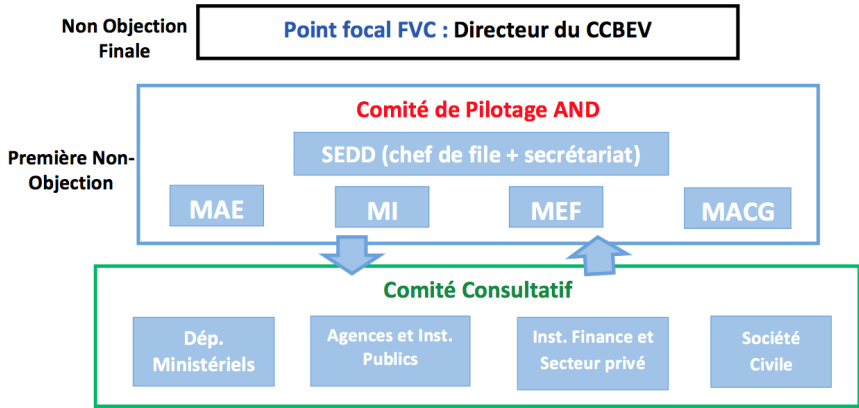 Non Objection
Finale
Point focal FVC : Directeur du CCBEV
Comité de Pilotage AND
SEDD (chef de file + secrétariat)
Première Non-
Objection
MAE
MI
MEF
MACG
Comité Consultatif
Dép.
Ministériels
Agences et Inst.
Publics
Inst. Finance et
Secteur privé
Société
Civile